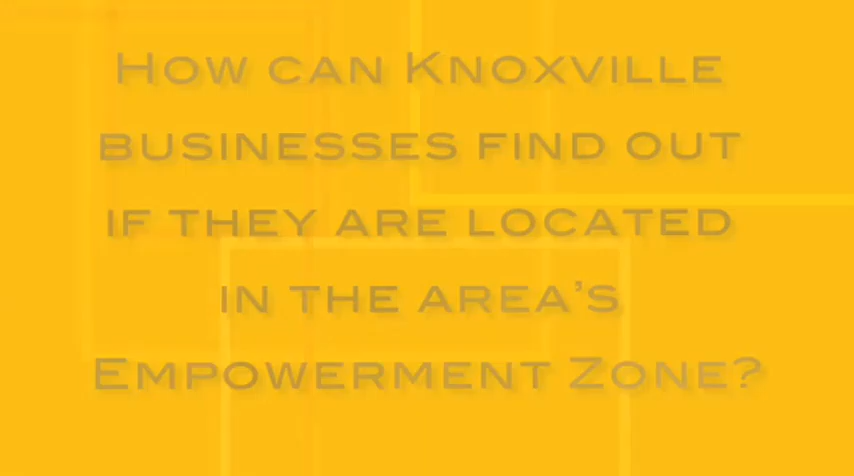 How can Knoxville
businesses find out
if they are located
in the area's
Empowerment Zone?